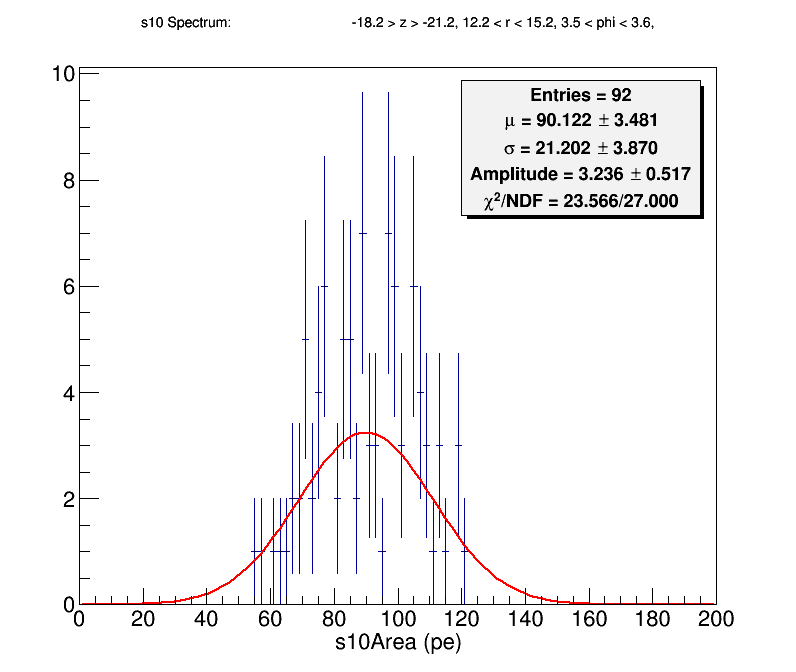 s10 Spectrum: -18.2 > z > -21.2, 12.2 < r < 15.2, 3.5 < phi < 3.6,
Entries = 92
μ = 90.122 ± 3.481
σ = 21.202 ± 3.870
Amplitude = 3.236 ± 0.517
χ²/NDF = 23.566/27.000
10
8
6
4
2
0
0 20 40 60 80 100 120 140 160 180 200
s10Area (pe)